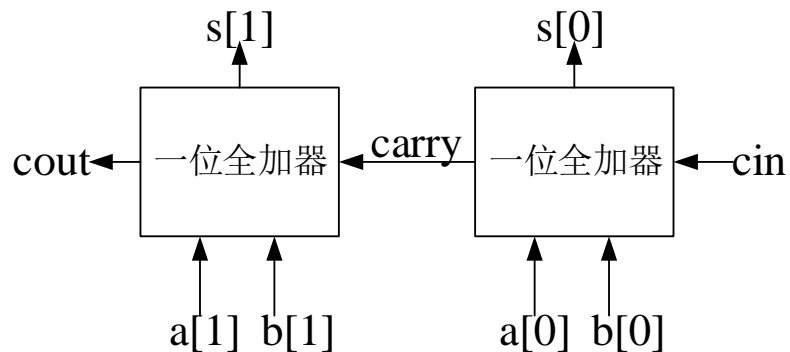 s[1] s[0]
cout 一位全加器 carry 一位全加器 cin
a[1] b[1] a[0] b[0]